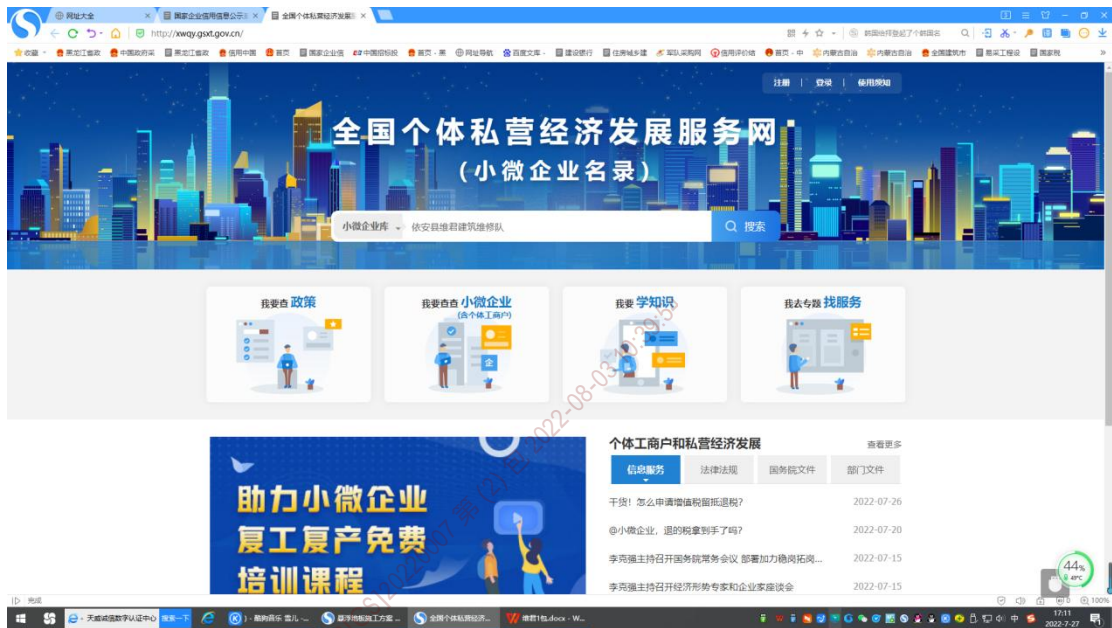 网址大全
国家企业信用信息公示
全国个体私营经济发展
http://xwqy.gsxt.gov.cn/
收藏
黑龙江省政
中国政府采
黑龙江省政
信用中国
首页
国家企业信
中国招标投
首页 - 黑
网址导航
百度文库 -
建设银行
住房城乡建
军队采购网
信用评价结
首页 - 中
内蒙古自治
内蒙古自治
全国建筑市
易采工程设
国家税
注册 | 登录 | 使用须知
全国个体私营经济发展服务网
(小微企业名录)
小微企业库
依安县维君建筑维修队
搜索
我要查 政策
我要查查 小微企业
(含个体工商户)
我要 学知识
我去专题 找服务
助力小微企业
复工复产免费
培训课程
个体工商户和私营经济发展
查看更多
信息服务
法律法规
国务院文件
部门文件
干货！怎么申请增值税留抵退税?
2022-07-26
@小微企业，退的税拿到手了吗?
2022-07-20
李克强主持召开国务院常务会议 部署加力稳岗拓岗...
2022-07-15
李克强主持召开经济形势专家和企业家座谈会
2022-07-15
44%
49℃
完成
100%
天威诚信数字认证中心
搜索一下
全国个体私营经济...
维君1包.docx - W...
中
17:11
2022-7-27